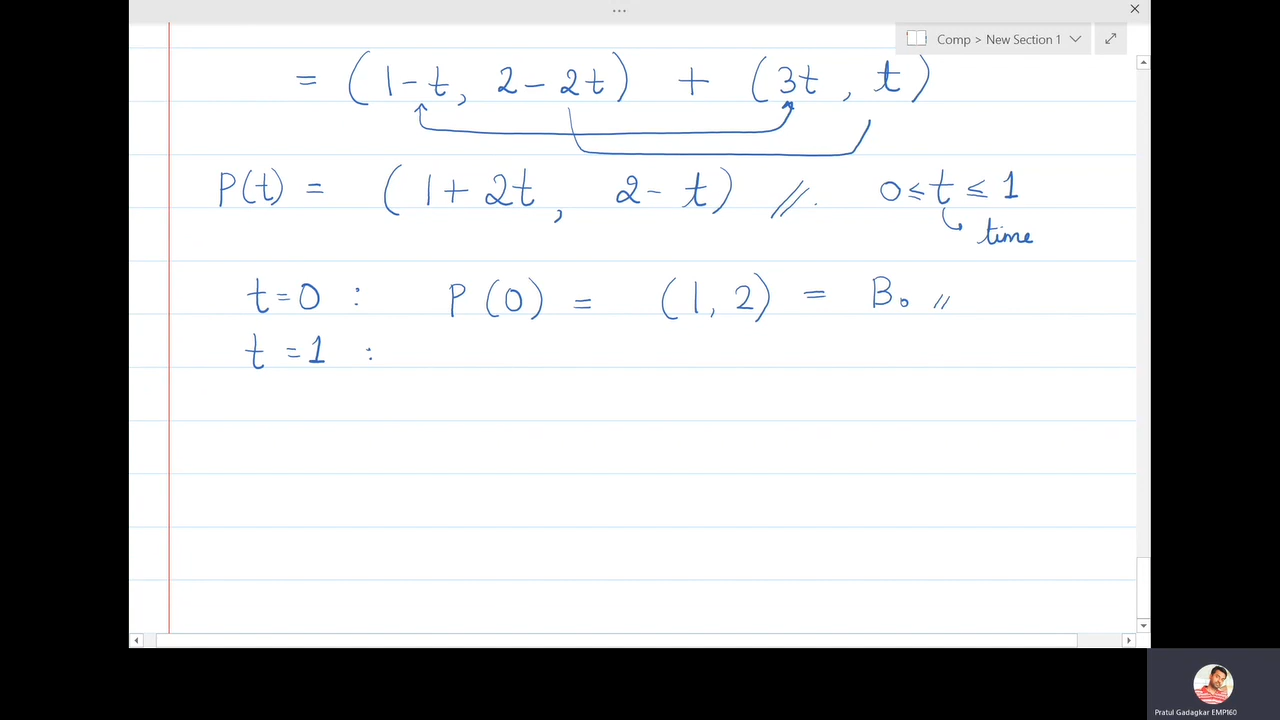 Comp > New Section 1
= (1-t, 2-2t) + (3t, t)
P(t) = (1+2t, 2-t) //. 0≤t≤1
time
t=0 : P(0) = (1, 2) = B₀ //
t=1 :
Pratul Gadagkar EMP160